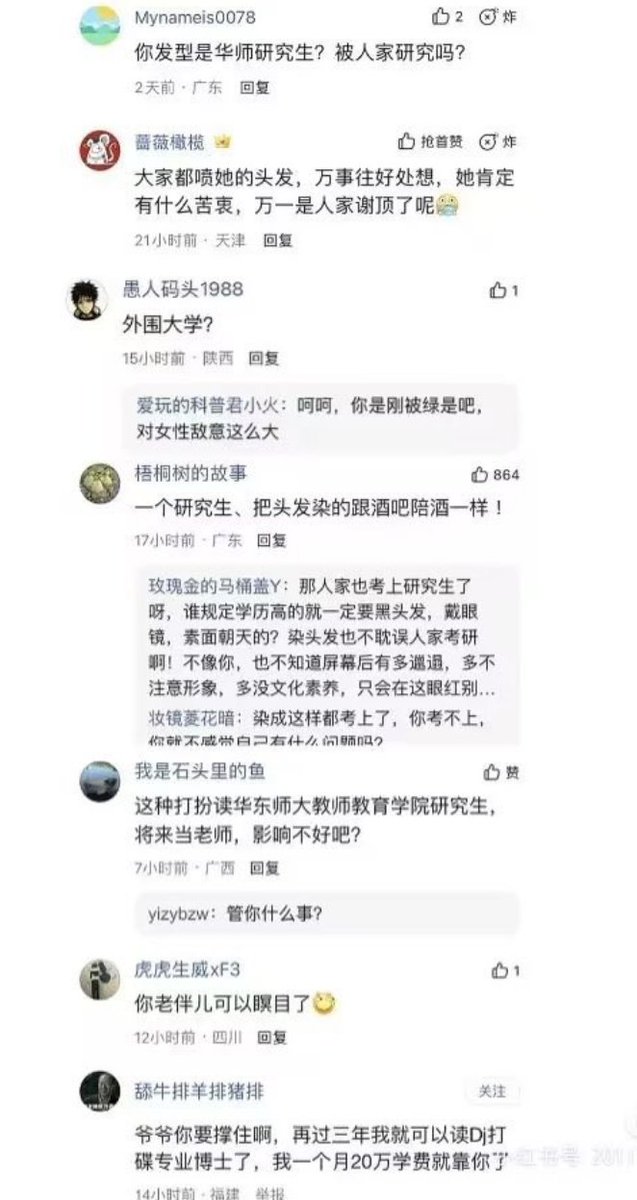 Mynameis0078
2 炸
你发型是华师研究生？被人家研究吗?
2天前 · 广东 回复
蔷薇橄榄
抢首赞 炸
大家都喷她的头发，万事往好处想，她肯定
有什么苦衷，万一是人家谢顶了呢
21小时前 · 天津 回复
愚人码头1988
1
外围大学?
15小时前 · 陕西 回复
爱玩的科普君小火：呵呵，你是刚被绿是吧，
对女性敌意这么大
梧桐树的故事
864
一个研究生、把头发染的跟酒吧陪酒一样！
17小时前 · 广东 回复
玫瑰金的马桶盖Y：那人家也考上研究生了
呀，谁规定学历高的就一定要黑头发，戴眼
镜，素面朝天的？染头发也不耽误人家考研
啊！不像你，也不知道屏幕后有多邋遢，多不
注意形象，多没文化素养，只会在这眼红别...
妆镜菱花暗：染成这样都考上了，你考不上，
你就不感觉自己有什么问题吗?
我是石头里的鱼
赞
这种打扮读华东师大教师教育学院研究生，
将来当老师，影响不好吧？
7小时前 · 广西 回复
yizybzw：管你什么事?
虎虎生威xF3
1
你老伴儿可以瞑目了
12小时前 · 四川 回复
舔牛排羊排猪排
关注
爷爷你要撑住啊，再过三年我就可以读Dj打
碟专业博士了，我一个月20万学费就靠你了
14小时前 · 福建 举报
小红书号 2011